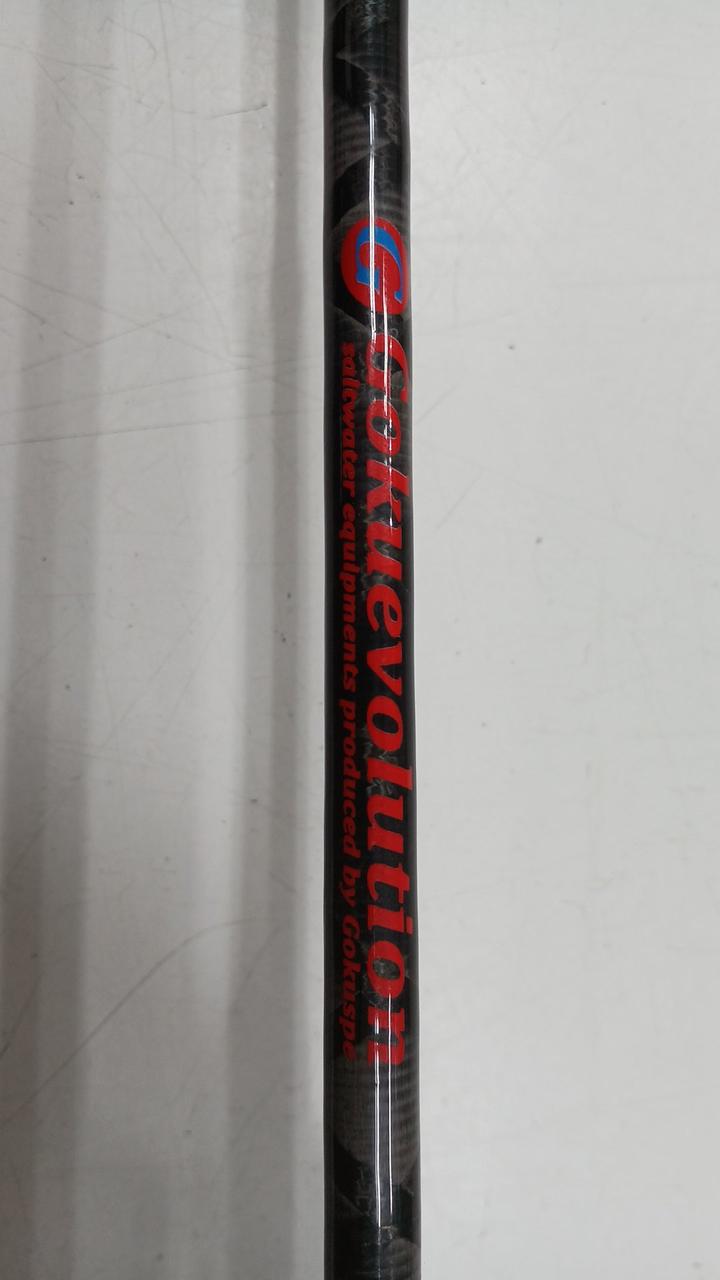 G Gokuevolution
saltwater equipments produced by Gokuspe